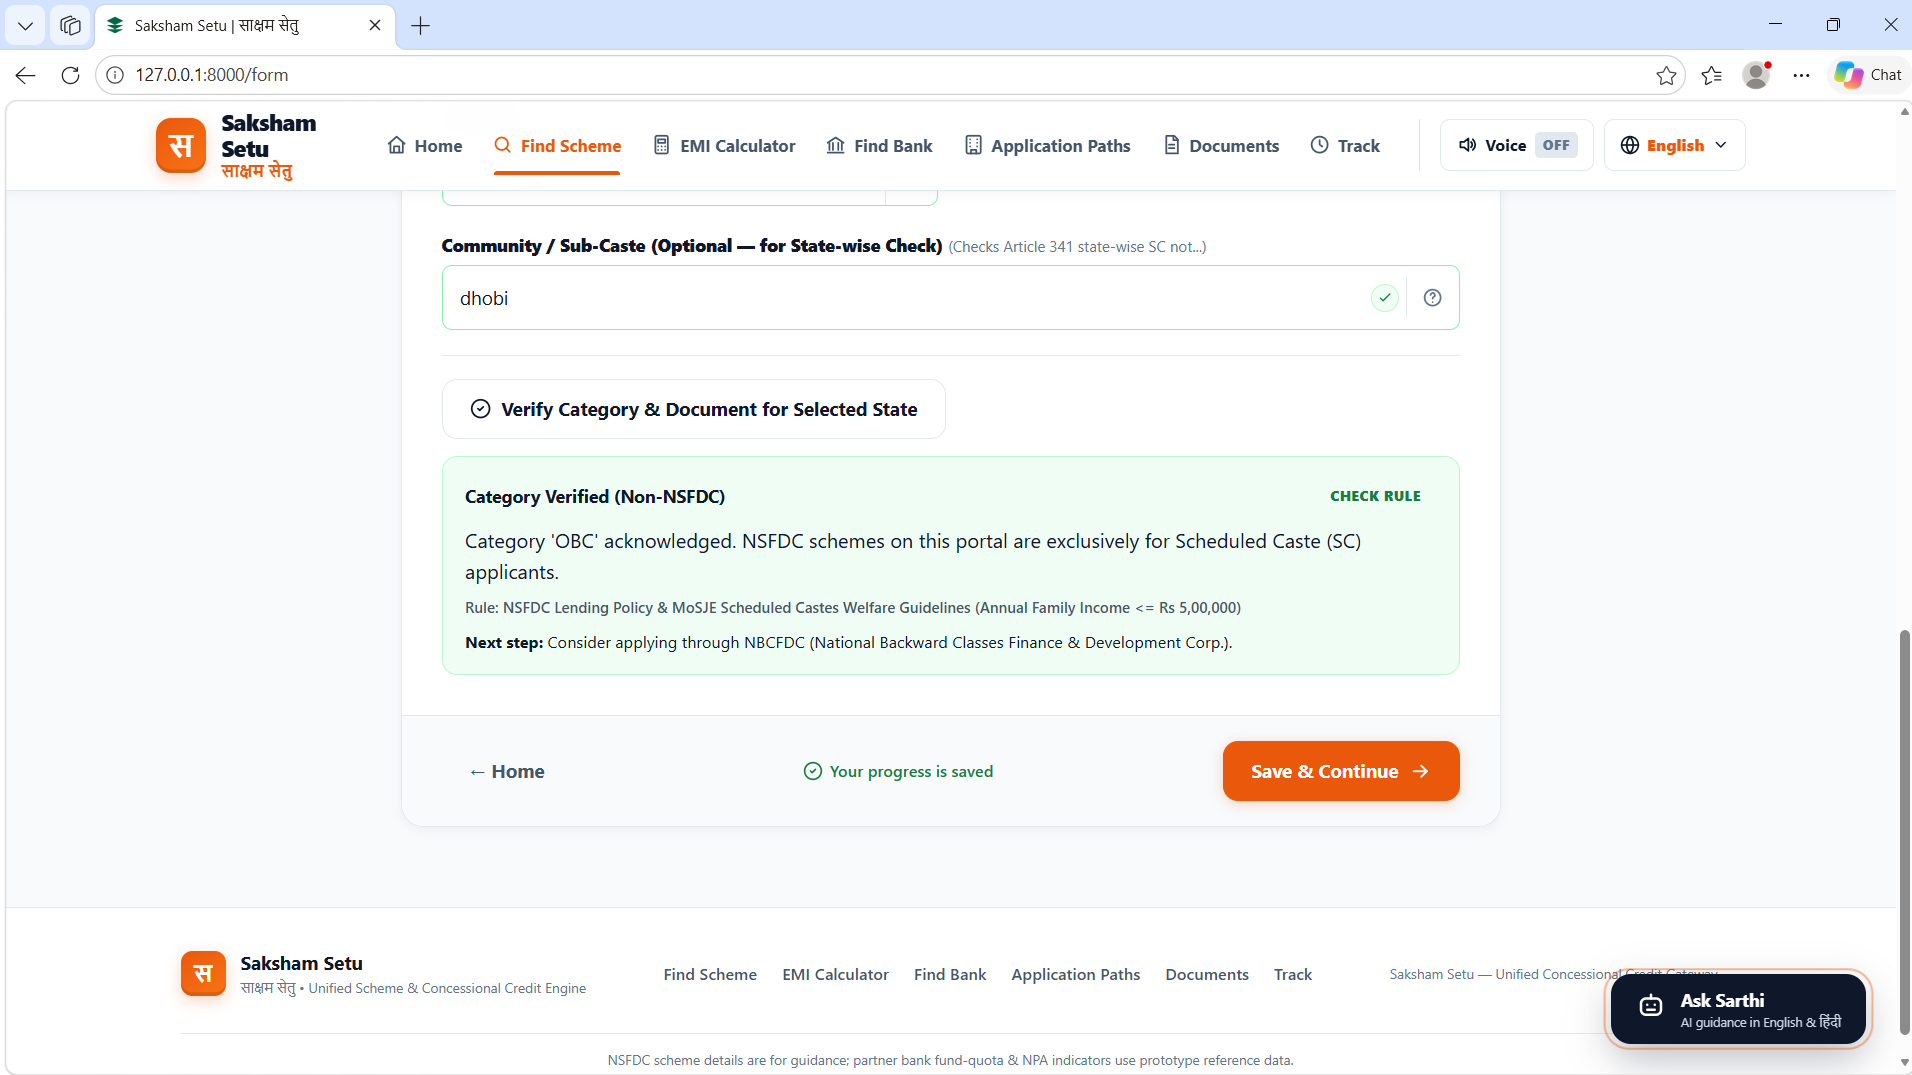 Saksham Setu | साक्षम सेतु
127.0.0.1:8000/form
Chat
स
Saksham
Setu
साक्षम सेतु
Home
Find Scheme
EMI Calculator
Find Bank
Application Paths
Documents
Track
Voice OFF
English
Community / Sub-Caste (Optional — for State-wise Check) (Checks Article 341 state-wise SC not...)
dhobi
Verify Category & Document for Selected State
Category Verified (Non-NSFDC)
CHECK RULE
Category 'OBC' acknowledged. NSFDC schemes on this portal are exclusively for Scheduled Caste (SC)
applicants.
Rule: NSFDC Lending Policy & MoSJE Scheduled Castes Welfare Guidelines (Annual Family Income <= Rs 5,00,000)
Next step: Consider applying through NBCFDC (National Backward Classes Finance & Development Corp.).
← Home
Your progress is saved
Save & Continue →
स
Saksham Setu
साक्षम सेतु • Unified Scheme & Concessional Credit Engine
Find Scheme
EMI Calculator
Find Bank
Application Paths
Documents
Track
Saksham Setu — Unified Concessional Credit Gateway
Ask Sarthi
AI guidance in English & हिंदी
NSFDC scheme details are for guidance; partner bank fund-quota & NPA indicators use prototype reference data.